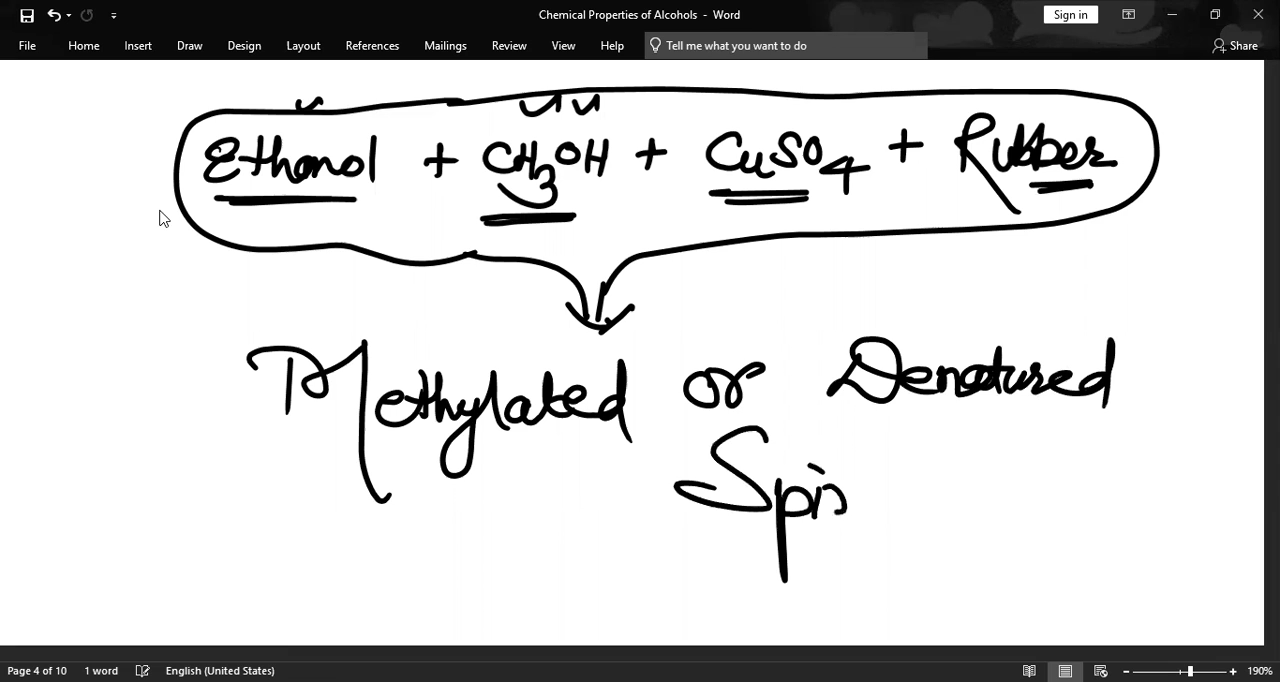 Chemical Properties of Alcohols - Word
Sign in
File Home Insert Draw Design Layout References Mailings Review View Help Tell me what you want to do Share
Ethanol + CH3OH + CuSO4 + Rubber
Methylated or Denatured
Spir
Page 4 of 10 1 word English (United States) 190%